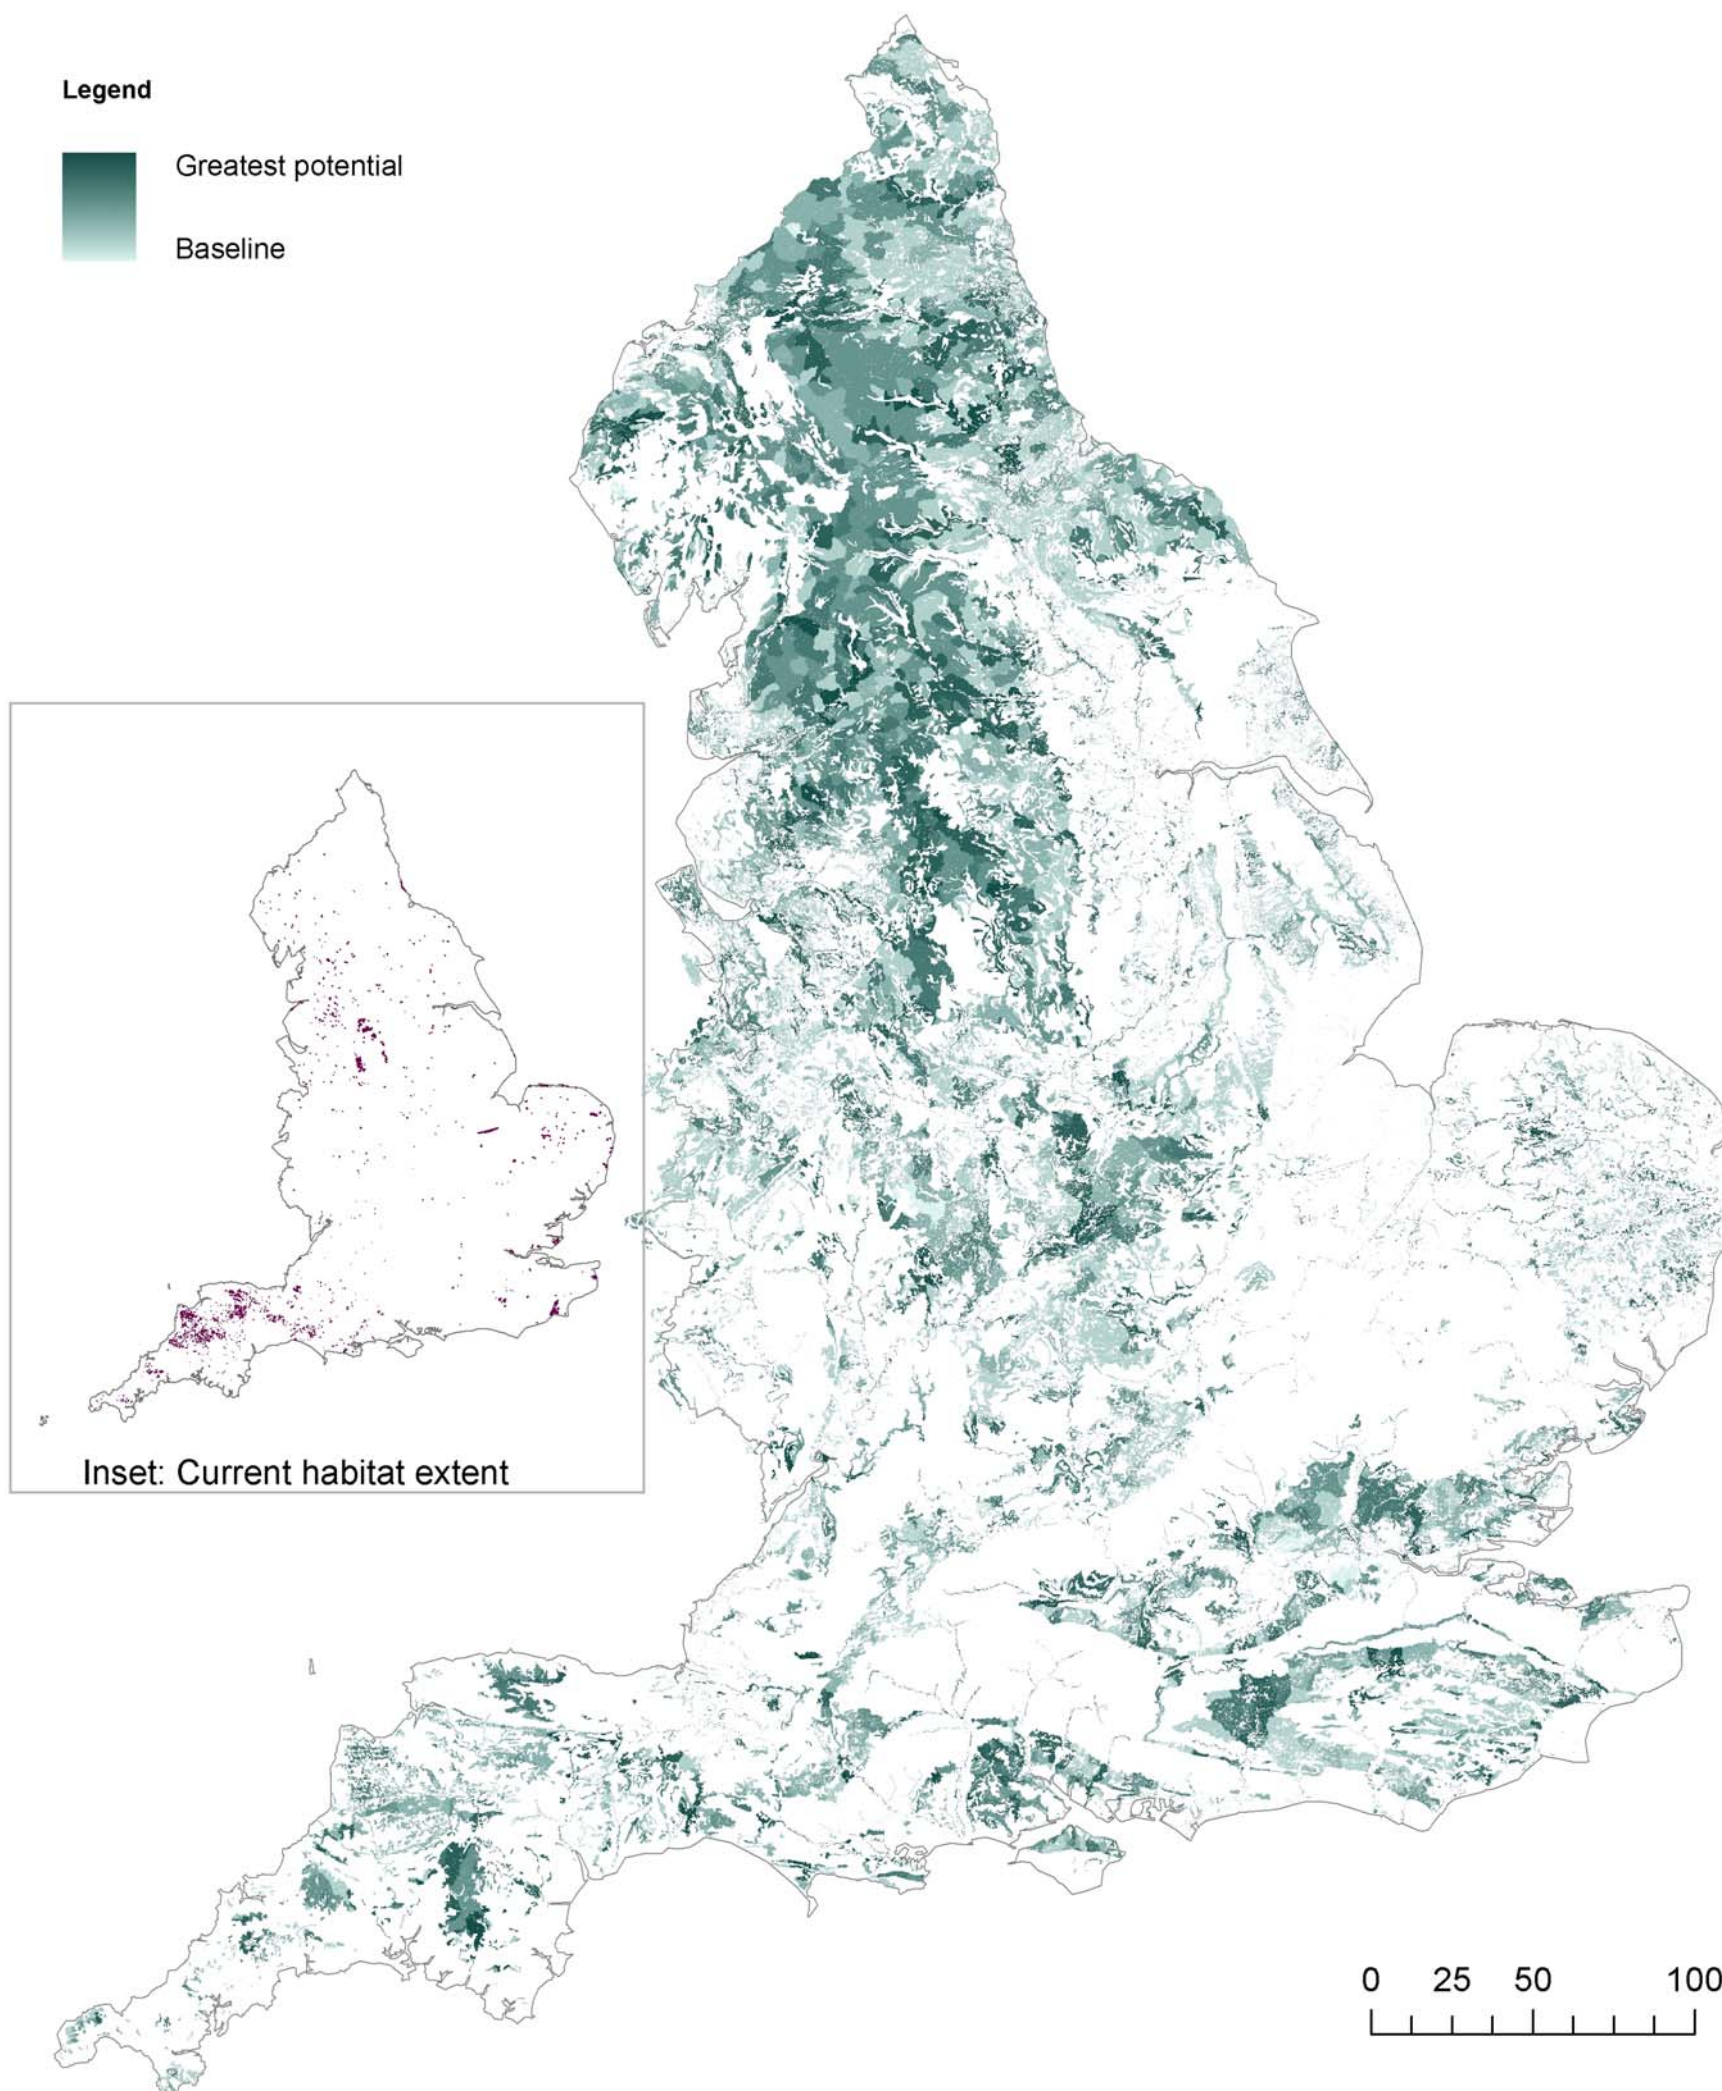 Legend
Greatest potential
Baseline
Inset: Current habitat extent
0 25 50 100